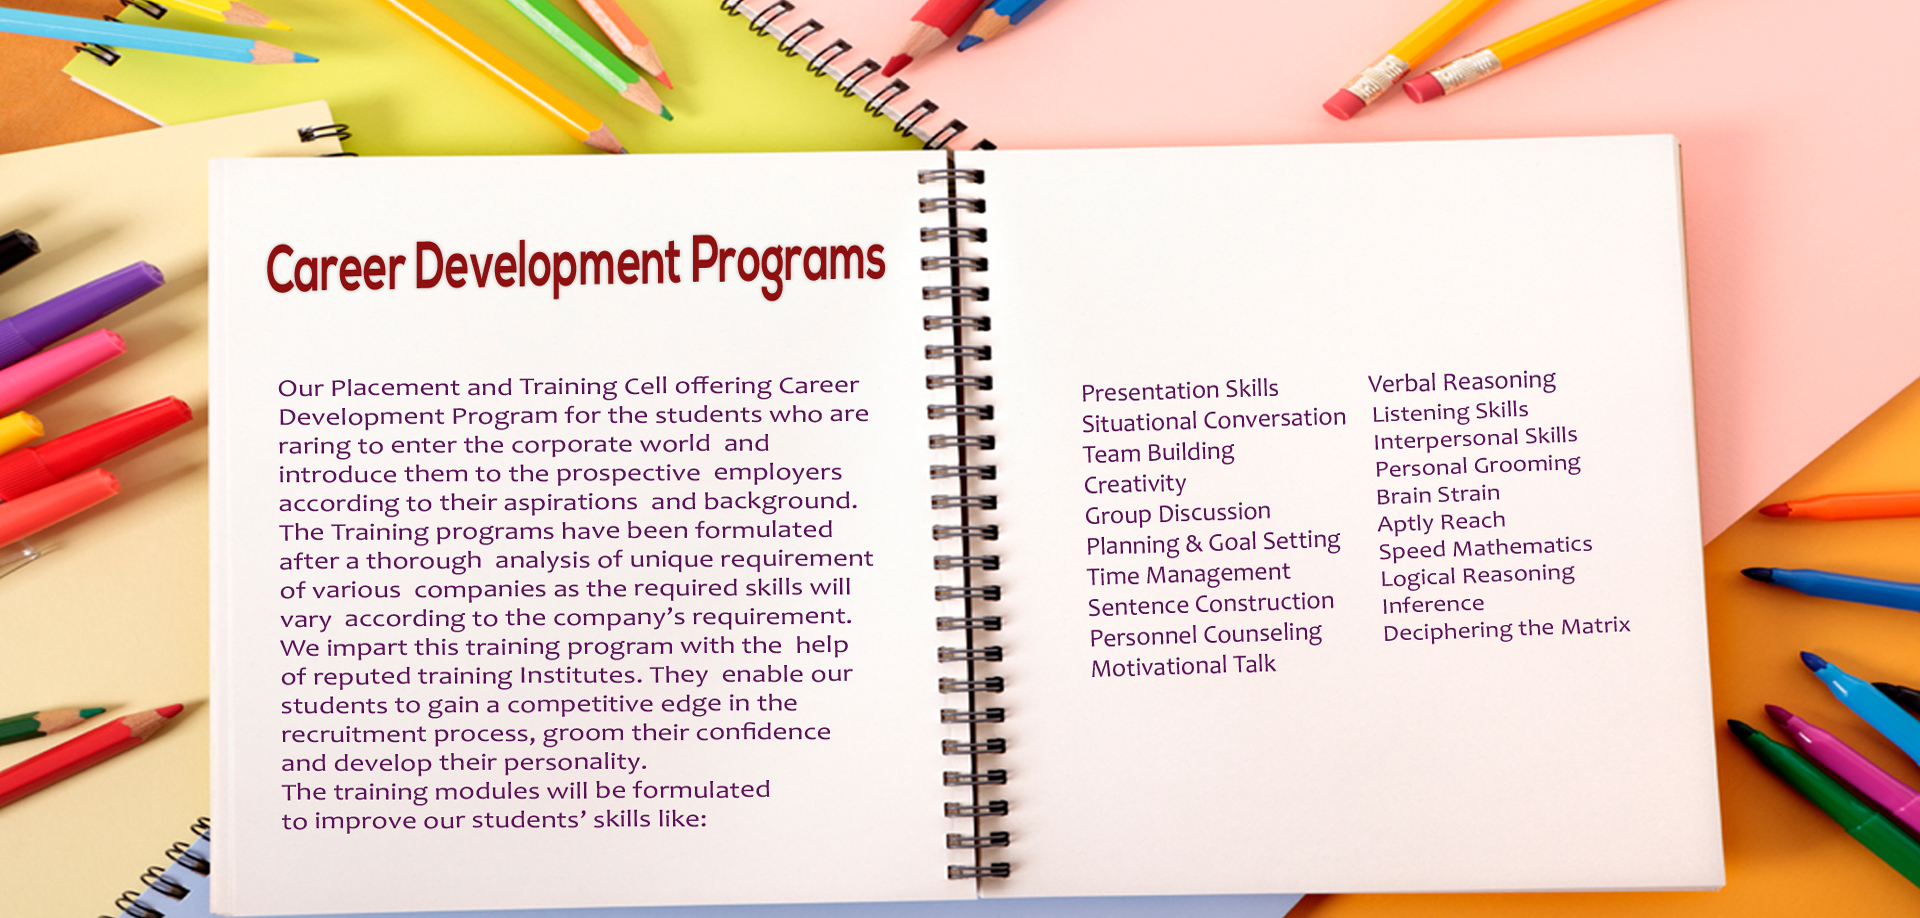 Career Development Programs
Our Placement and Training Cell offering Career
Development Program for the students who are
raring to enter the corporate world and
introduce them to the prospective employers
according to their aspirations and background.
The Training programs have been formulated
after a thorough analysis of unique requirement
of various companies as the required skills will
vary according to the company’s requirement.
We impart this training program with the help
of reputed training Institutes. They enable our
students to gain a competitive edge in the
recruitment process, groom their confidence
and develop their personality.
The training modules will be formulated
to improve our students’ skills like:
Presentation Skills
Situational Conversation
Team Building
Creativity
Group Discussion
Planning & Goal Setting
Time Management
Sentence Construction
Personnel Counseling
Motivational Talk
Verbal Reasoning
Listening Skills
Interpersonal Skills
Personal Grooming
Brain Strain
Aptly Reach
Speed Mathematics
Logical Reasoning
Inference
Deciphering the Matrix